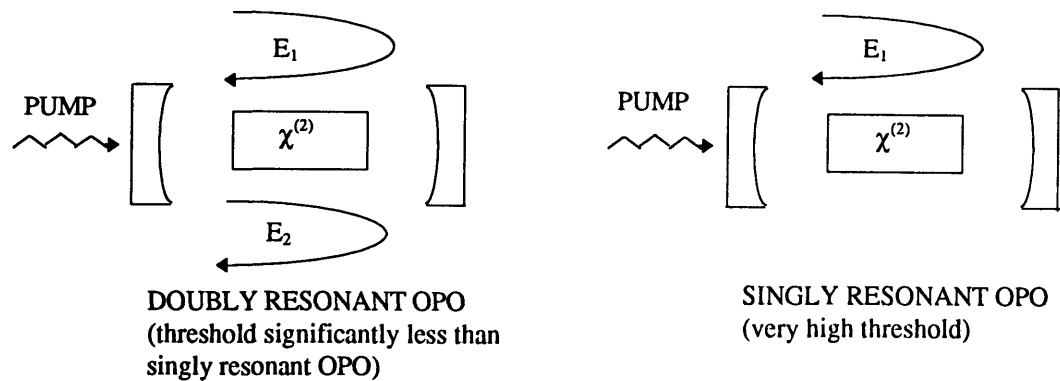 E₁
PUMP
χ⁽²⁾
E₂
DOUBLY RESONANT OPO
(threshold significantly less than
singly resonant OPO)
E₁
PUMP
χ⁽²⁾
SINGLY RESONANT OPO
(very high threshold)